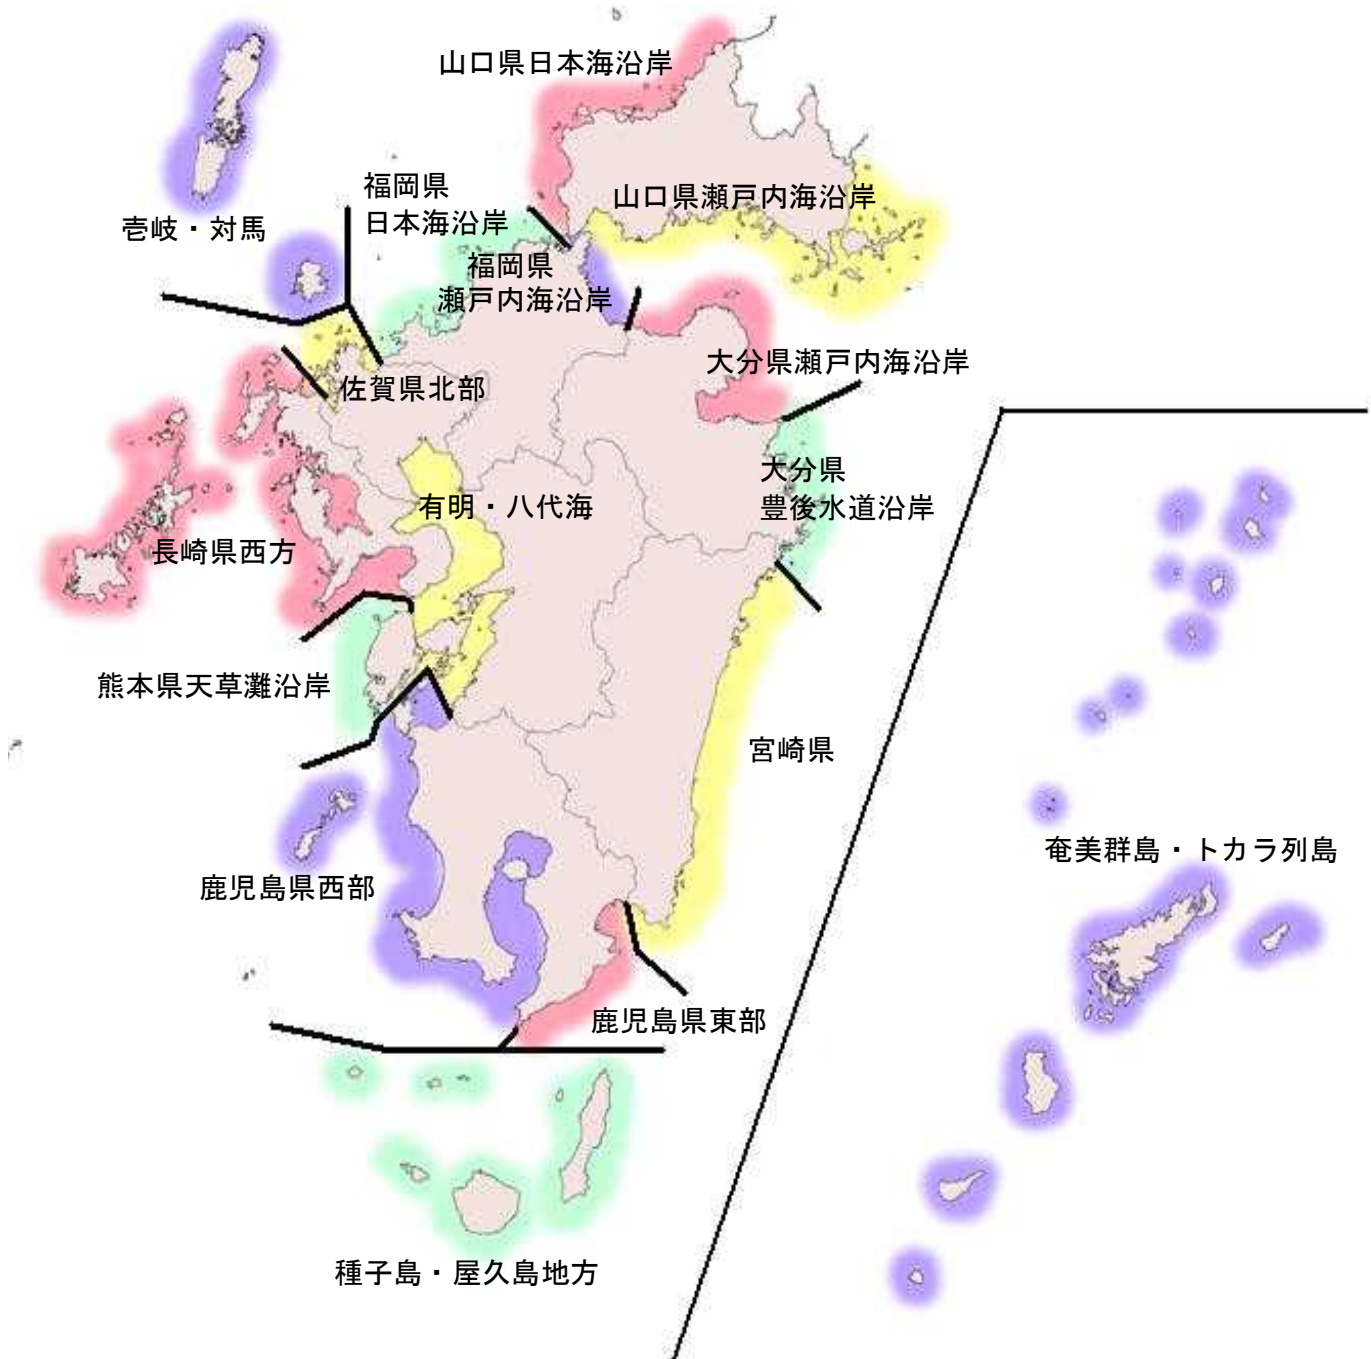 山口県日本海沿岸
福岡県
日本海沿岸
山口県瀬戸内海沿岸
壱岐・対馬
福岡県
瀬戸内海沿岸
大分県瀬戸内海沿岸
佐賀県北部
大分県
豊後水道沿岸
有明・八代海
長崎県西方
熊本県天草灘沿岸
宮崎県
奄美群島・トカラ列島
鹿児島県西部
鹿児島県東部
種子島・屋久島地方